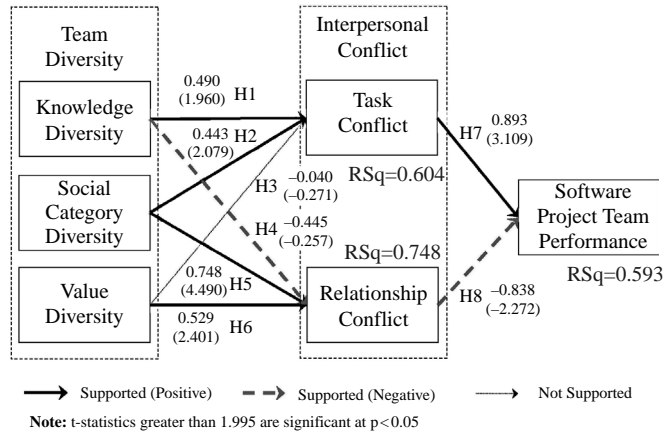 Team
Diversity
Interpersonal
Conflict
Knowledge
Diversity
Social
Category
Diversity
Value
Diversity
0.490
(1.960) H1
0.443 H2
(2.079)
H3 –0.040
(–0.271)
H4 –0.445
(–0.257)
0.748 H5
(4.490)
0.529
(2.401) H6
Task
Conflict
RSq=0.604
RSq=0.748
Relationship
Conflict
H7 0.893
(3.109)
H8 –0.838
(–2.272)
Software
Project Team
Performance
RSq=0.593
Supported (Positive)
Supported (Negative)
Not Supported
Note: t-statistics greater than 1.995 are significant at p<0.05